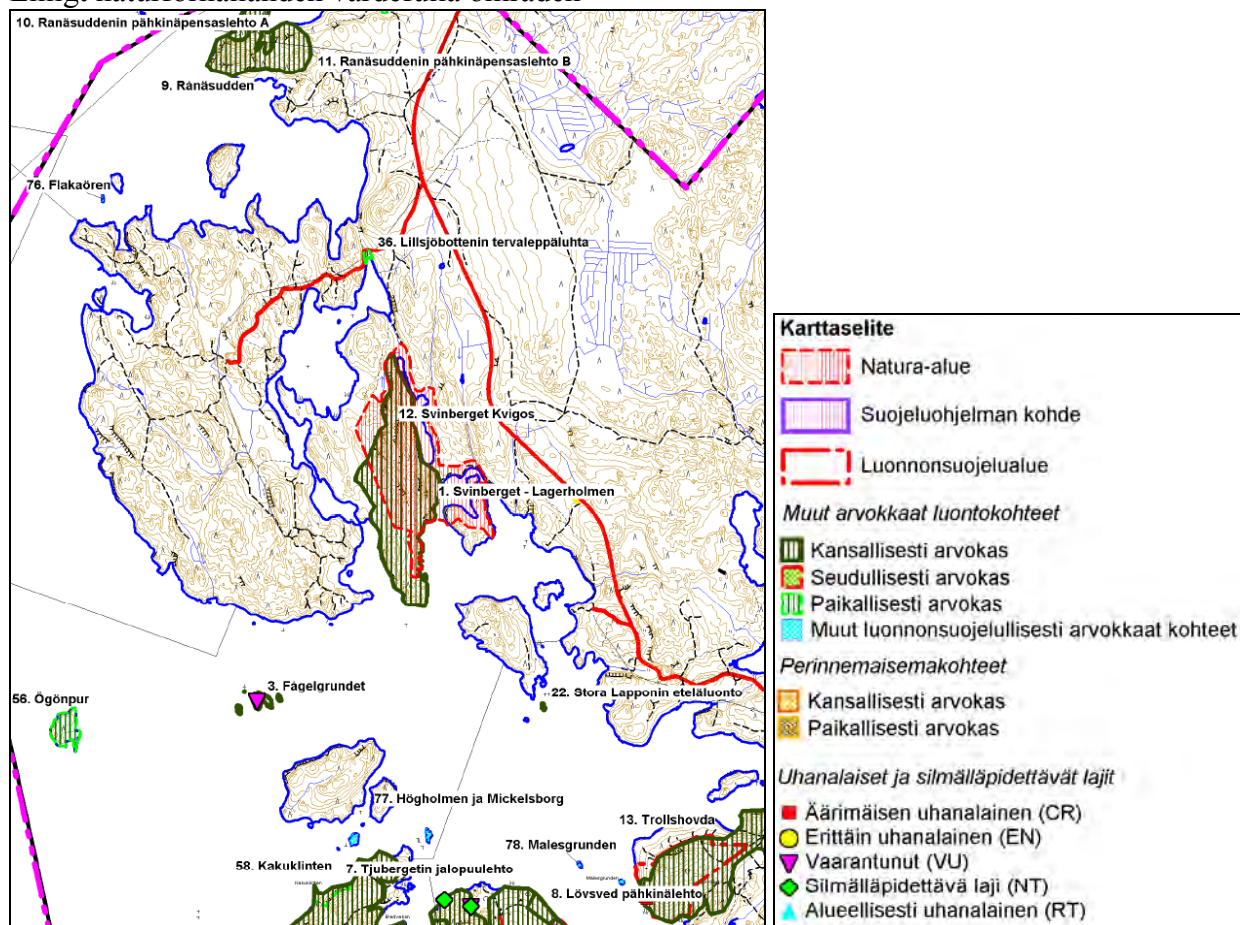 Enligt naturförhållanden värdefulla områden
10. Ranäsuddenin pähkinäpensaslehto A
11. Ranäsuddenin pähkinäpensaslehto B
9. Ranäsudden
76. Flakaören
36. Lillsjöbottenin tervaleppäluhta
12. Svinberget Kvigos
1. Svinberget - Lagerholmen
3. Fågelgrundet
22. Stora Lapponin eteläluonto
56. Ögönpur
77. Högholmen ja Mickelsborg
13. Trollshovda
78. Malesgrunden
58. Kakuklinten
7. Tjubergetin jalopuulehto
8. Lövsved pähkinälehto
Karttaselite
Natura-alue
Suojeluohjelman kohde
Luonnonsuojelualue
Muut arvokkaat luontokohteet
Kansallisesti arvokas
Seudullisesti arvokas
Paikallisesti arvokas
Muut luonnonsuojelullisesti arvokkaat kohteet
Perinnemaisemakohteet
Kansallisesti arvokas
Paikallisesti arvokas
Uhanalaiset ja silmälläpidettävät lajit
Äärimäisen uhanalainen (CR)
Erittäin uhanalainen (EN)
Vaarantunut (VU)
Silmälläpidettävä laji (NT)
Alueellisesti uhanalainen (RT)